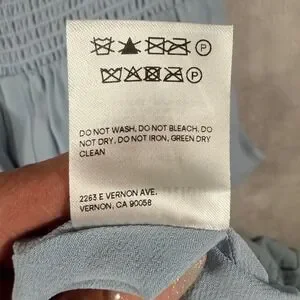 P
P
DO NOT WASH, DO NOT BLEACH, DO
NOT DRY, DO NOT IRON, GREEN DRY
CLEAN
2263 E VERNON AVE.
VERNON, CA 90058